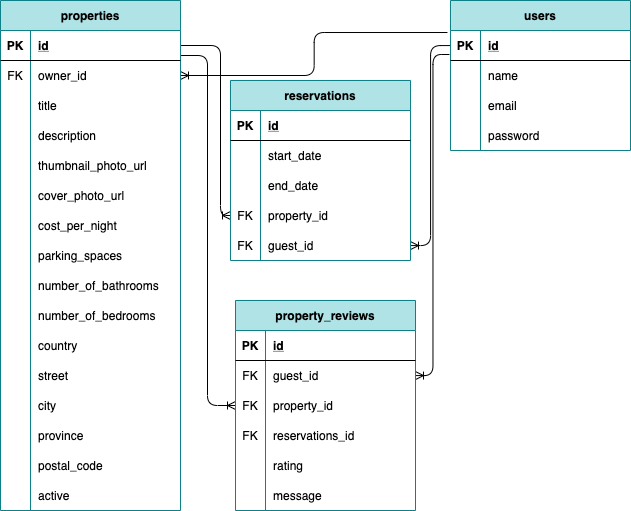 properties
PK id
FK owner_id
title
description
thumbnail_photo_url
cover_photo_url
cost_per_night
parking_spaces
number_of_bathrooms
number_of_bedrooms
country
street
city
province
postal_code
active
reservations
PK id
start_date
end_date
FK property_id
FK guest_id
property_reviews
PK id
FK guest_id
FK property_id
FK reservations_id
rating
message
users
PK id
name
email
password